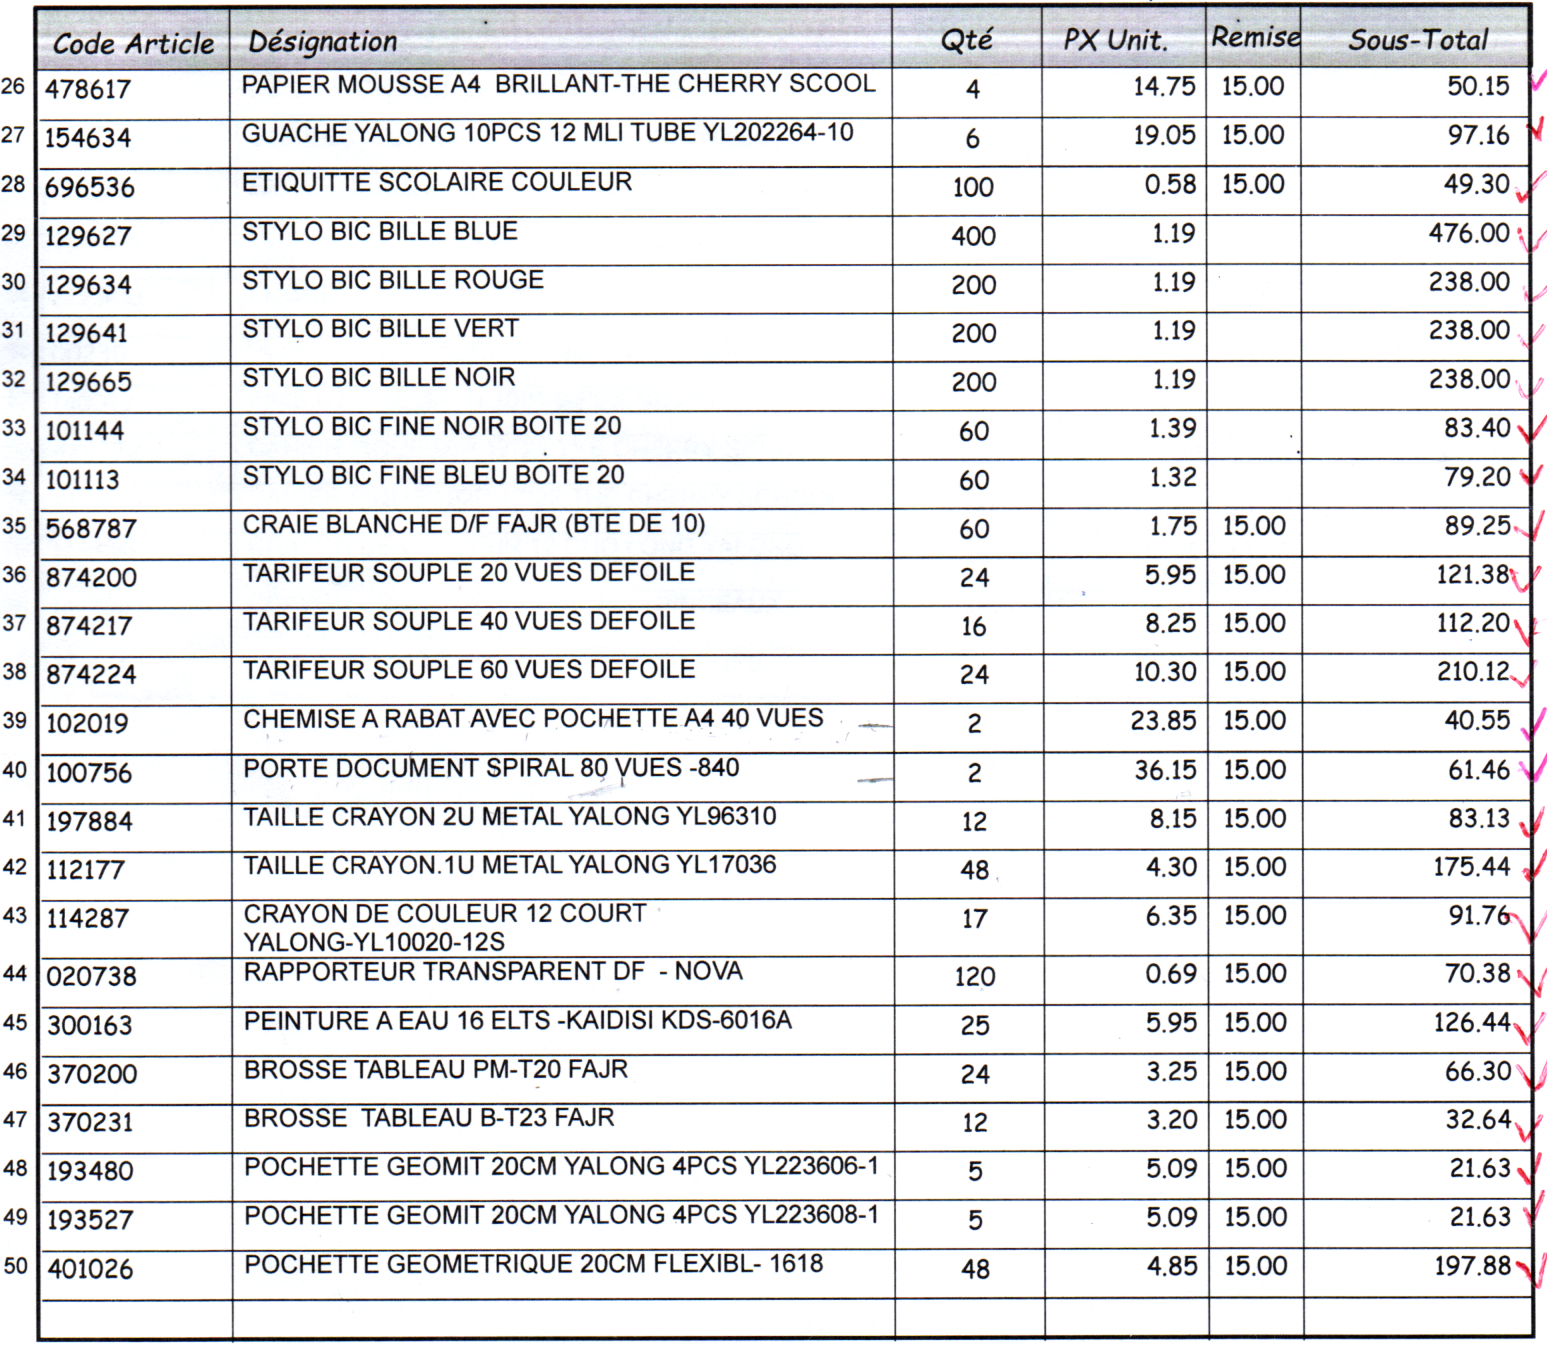 Code Article Désignation Qté PX Unit. Remise Sous-Total
26 478617 PAPIER MOUSSE A4 BRILLANT-THE CHERRY SCOOL 4 14.75 15.00 50.15
27 154634 GUACHE YALONG 10PCS 12 MLI TUBE YL202264-10 6 19.05 15.00 97.16
28 696536 ETIQUITTE SCOLAIRE COULEUR 100 0.58 15.00 49.30
29 129627 STYLO BIC BILLE BLUE 400 1.19 476.00
30 129634 STYLO BIC BILLE ROUGE 200 1.19 238.00
31 129641 STYLO BIC BILLE VERT 200 1.19 238.00
32 129665 STYLO BIC BILLE NOIR 200 1.19 238.00
33 101144 STYLO BIC FINE NOIR BOITE 20 60 1.39 83.40
34 101113 STYLO BIC FINE BLEU BOITE 20 60 1.32 79.20
35 568787 CRAIE BLANCHE D/F FAJR (BTE DE 10) 60 1.75 15.00 89.25
36 874200 TARIFEUR SOUPLE 20 VUES DEFOILE 24 5.95 15.00 121.38
37 874217 TARIFEUR SOUPLE 40 VUES DEFOILE 16 8.25 15.00 112.20
38 874224 TARIFEUR SOUPLE 60 VUES DEFOILE 24 10.30 15.00 210.12
39 102019 CHEMISE A RABAT AVEC POCHETTE A4 40 VUES 2 23.85 15.00 40.55
40 100756 PORTE DOCUMENT SPIRAL 80 VUES -840 2 36.15 15.00 61.46
41 197884 TAILLE CRAYON 2U METAL YALONG YL96310 12 8.15 15.00 83.13
42 112177 TAILLE CRAYON.1U METAL YALONG YL17036 48 4.30 15.00 175.44
43 114287 CRAYON DE COULEUR 12 COURT 17 6.35 15.00 91.76
YALONG-YL10020-12S
44 020738 RAPPORTEUR TRANSPARENT DF - NOVA 120 0.69 15.00 70.38
45 300163 PEINTURE A EAU 16 ELTS -KAIDISI KDS-6016A 25 5.95 15.00 126.44
46 370200 BROSSE TABLEAU PM-T20 FAJR 24 3.25 15.00 66.30
47 370231 BROSSE TABLEAU B-T23 FAJR 12 3.20 15.00 32.64
48 193480 POCHETTE GEOMIT 20CM YALONG 4PCS YL223606-1 5 5.09 15.00 21.63
49 193527 POCHETTE GEOMIT 20CM YALONG 4PCS YL223608-1 5 5.09 15.00 21.63
50 401026 POCHETTE GEOMETRIQUE 20CM FLEXIBL- 1618 48 4.85 15.00 197.88